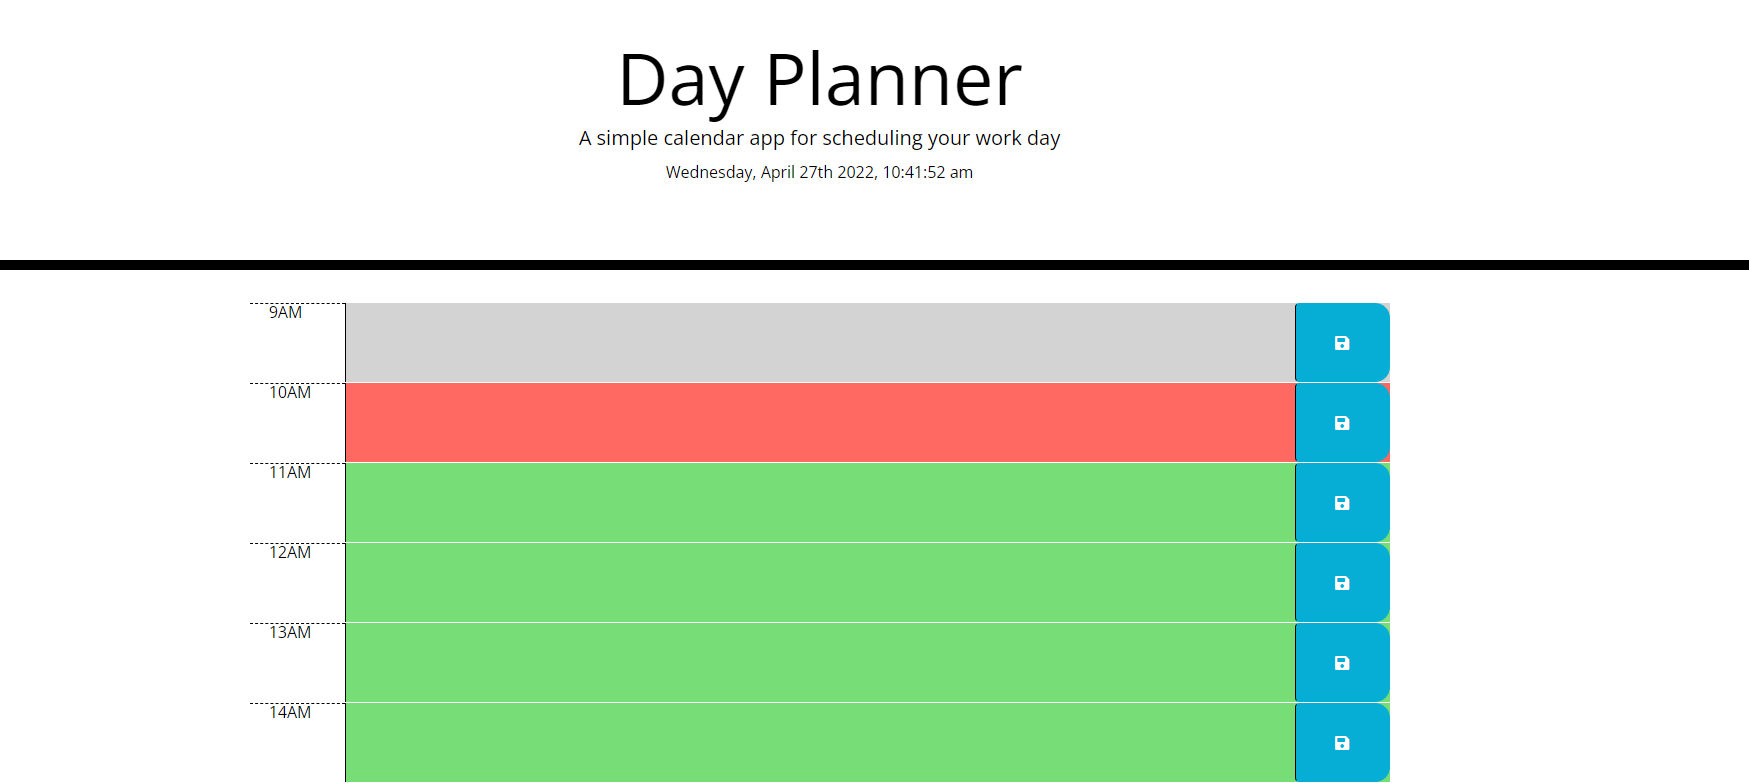 Day Planner
A simple calendar app for scheduling your work day
Wednesday, April 27th 2022, 10:41:52 am
9AM
10AM
11AM
12AM
13AM
14AM